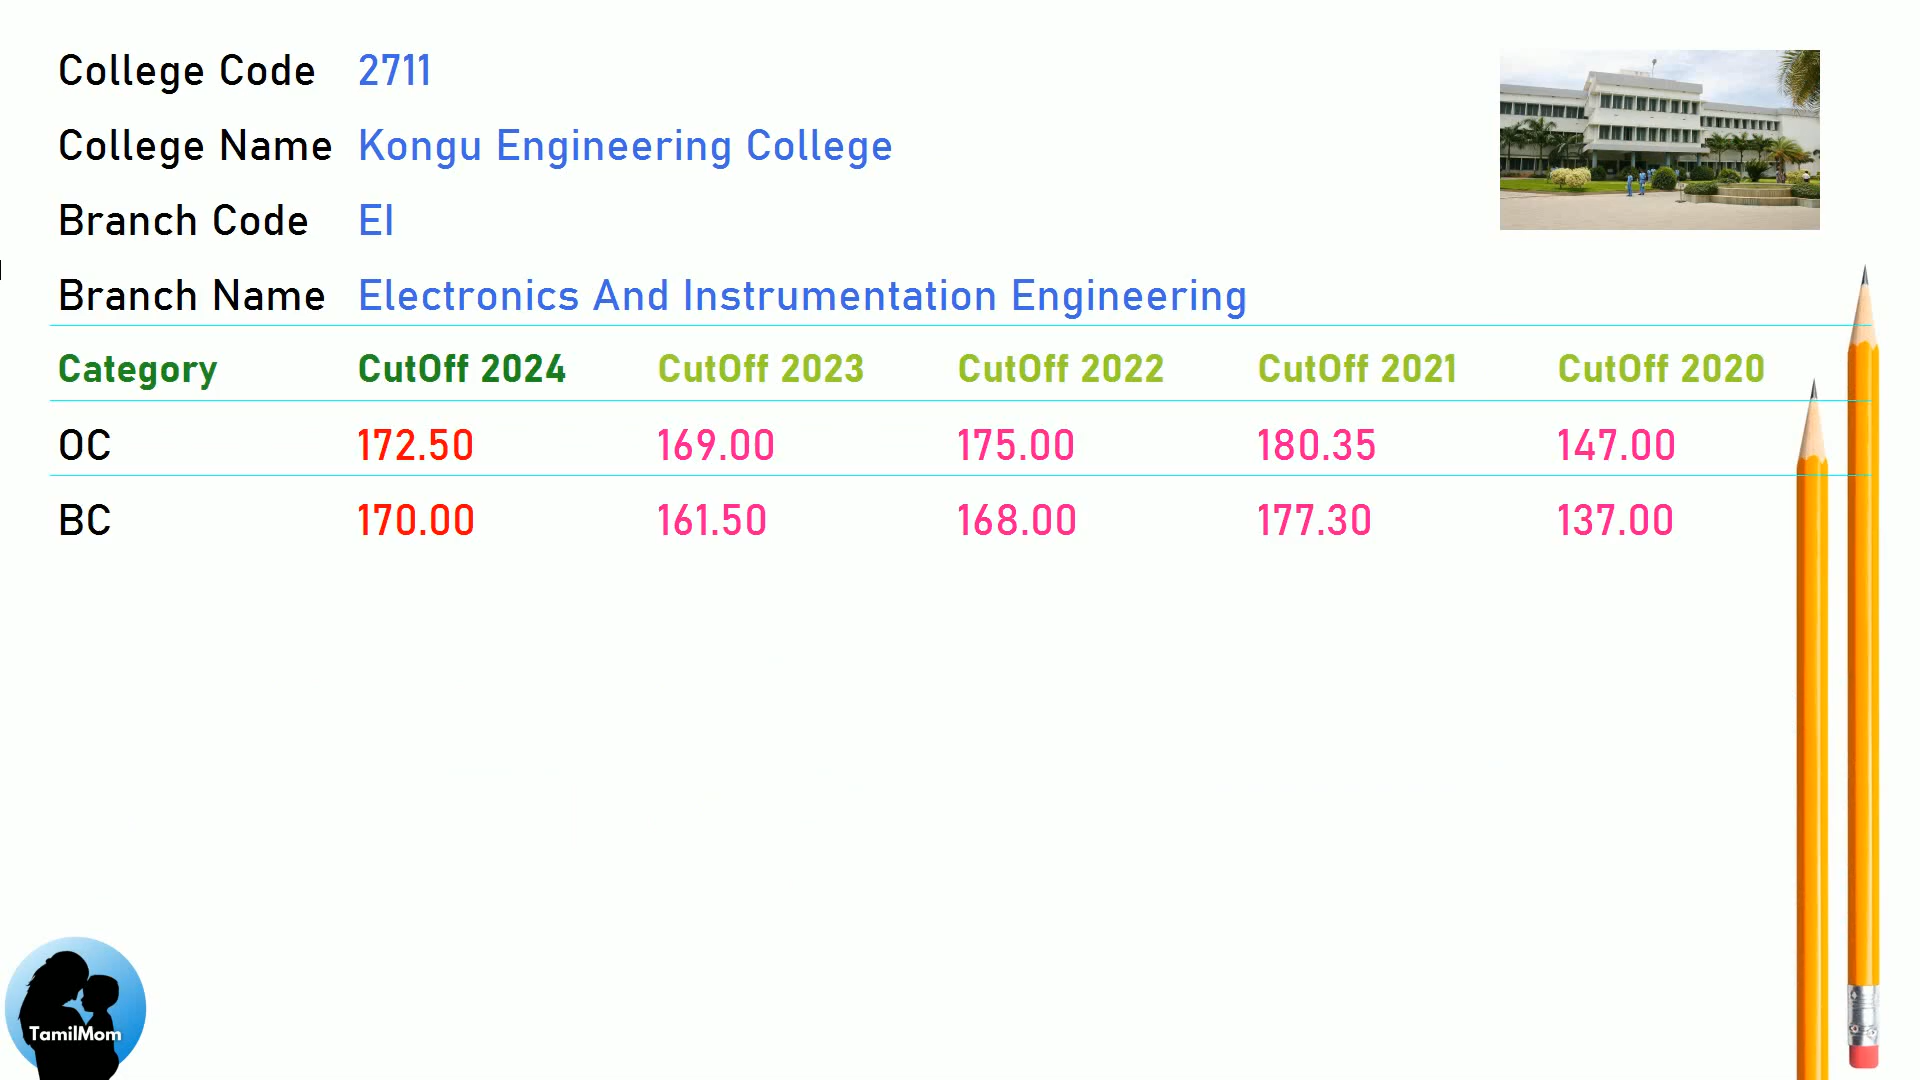 College Code 2711
College Name Kongu Engineering College
Branch Code EI
Branch Name Electronics And Instrumentation Engineering
Category CutOff 2024 CutOff 2023 CutOff 2022 CutOff 2021 CutOff 2020
OC 172.50 169.00 175.00 180.35 147.00
BC 170.00 161.50 168.00 177.30 137.00
TamilMom